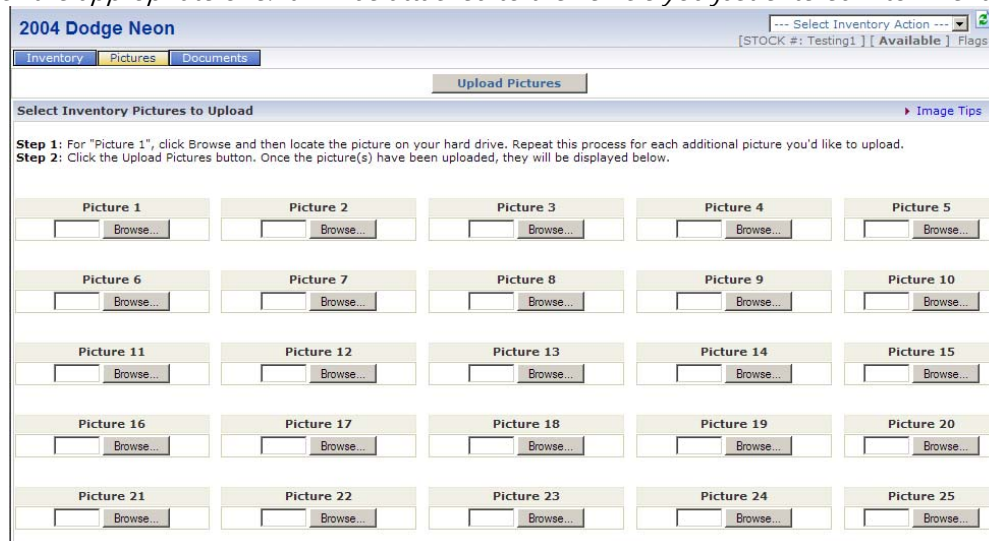 the appropriate one.
2004 Dodge Neon
--- Select Inventory Action ---
[STOCK #: Testing1 ] [ Available ] Flags
Inventory Pictures Documents
Upload Pictures
Select Inventory Pictures to Upload
Image Tips
Step 1: For "Picture 1", click Browse and then locate the picture on your hard drive. Repeat this process for each additional picture you'd like to upload.
Step 2: Click the Upload Pictures button. Once the picture(s) have been uploaded, they will be displayed below.
Picture 1 Picture 2 Picture 3 Picture 4 Picture 5
Browse... Browse... Browse... Browse... Browse...
Picture 6 Picture 7 Picture 8 Picture 9 Picture 10
Browse... Browse... Browse... Browse... Browse...
Picture 11 Picture 12 Picture 13 Picture 14 Picture 15
Browse... Browse... Browse... Browse... Browse...
Picture 16 Picture 17 Picture 18 Picture 19 Picture 20
Browse... Browse... Browse... Browse... Browse...
Picture 21 Picture 22 Picture 23 Picture 24 Picture 25
Browse... Browse... Browse... Browse... Browse...